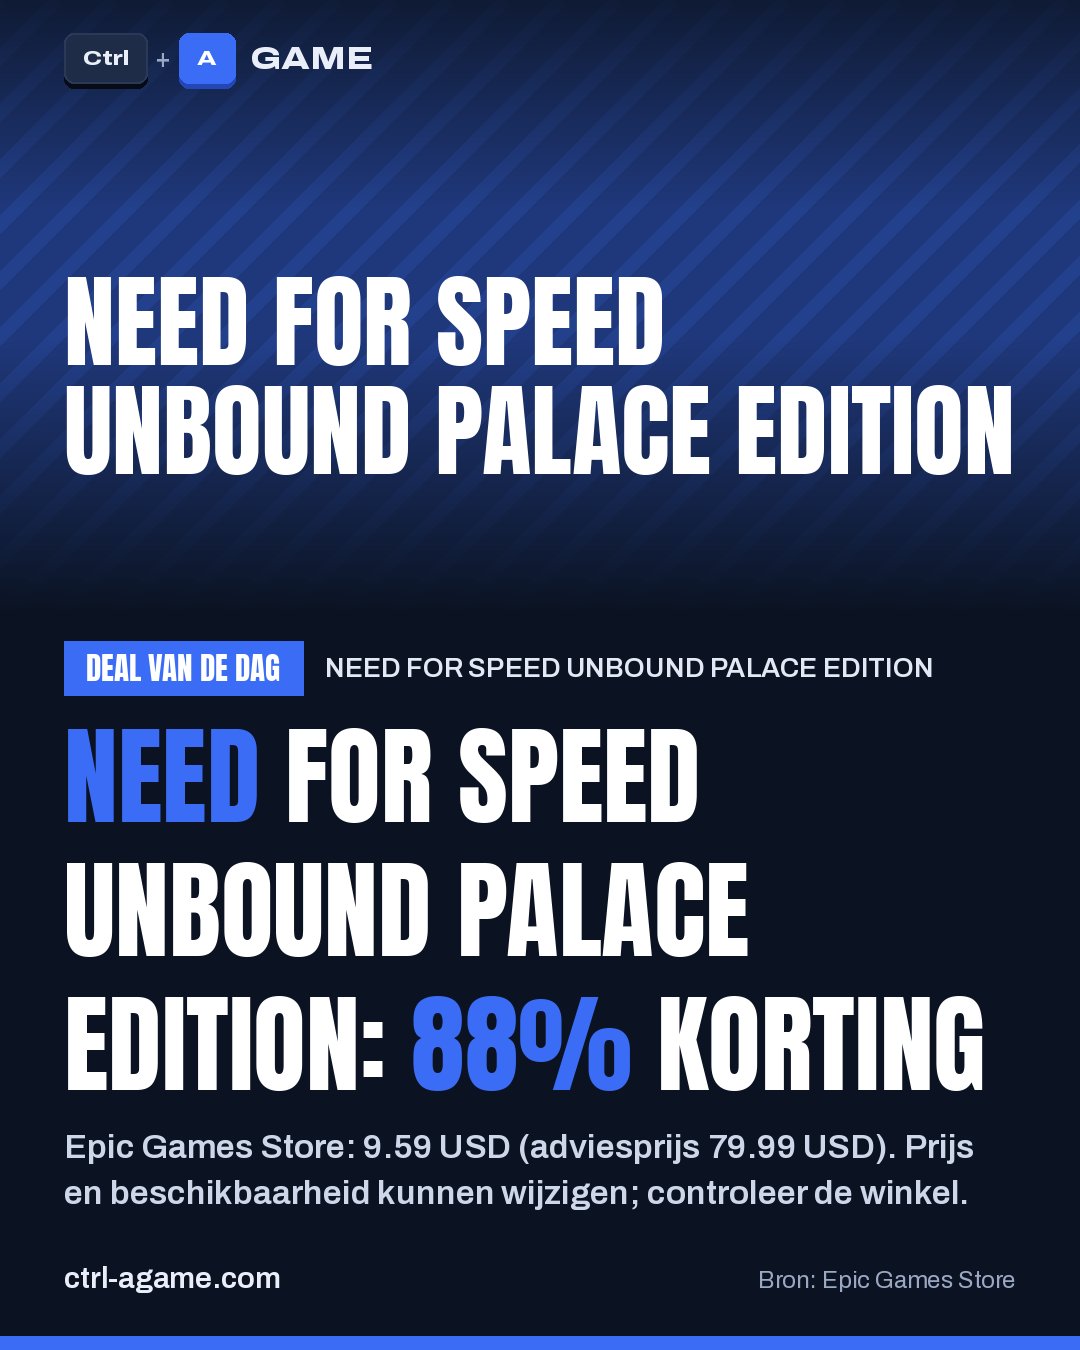 Ctrl + A GAME
NEED FOR SPEED
UNBOUND PALACE EDITION
DEAL VAN DE DAG NEED FOR SPEED UNBOUND PALACE EDITION
NEED FOR SPEED
UNBOUND PALACE
EDITION: 88% KORTING
Epic Games Store: 9.59 USD (adviesprijs 79.99 USD). Prijs
en beschikbaarheid kunnen wijzigen; controleer de winkel.
ctrl-agame.com Bron: Epic Games Store